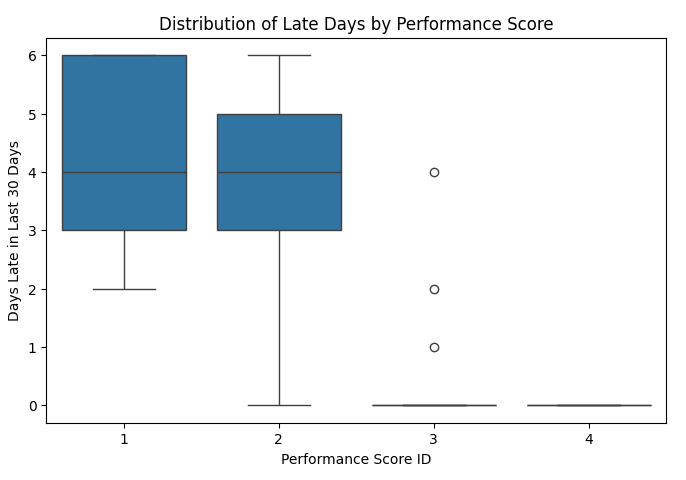 Distribution of Late Days by Performance Score
6
5
4
3
2
1
0
Days Late in Last 30 Days
1 2 3 4
Performance Score ID